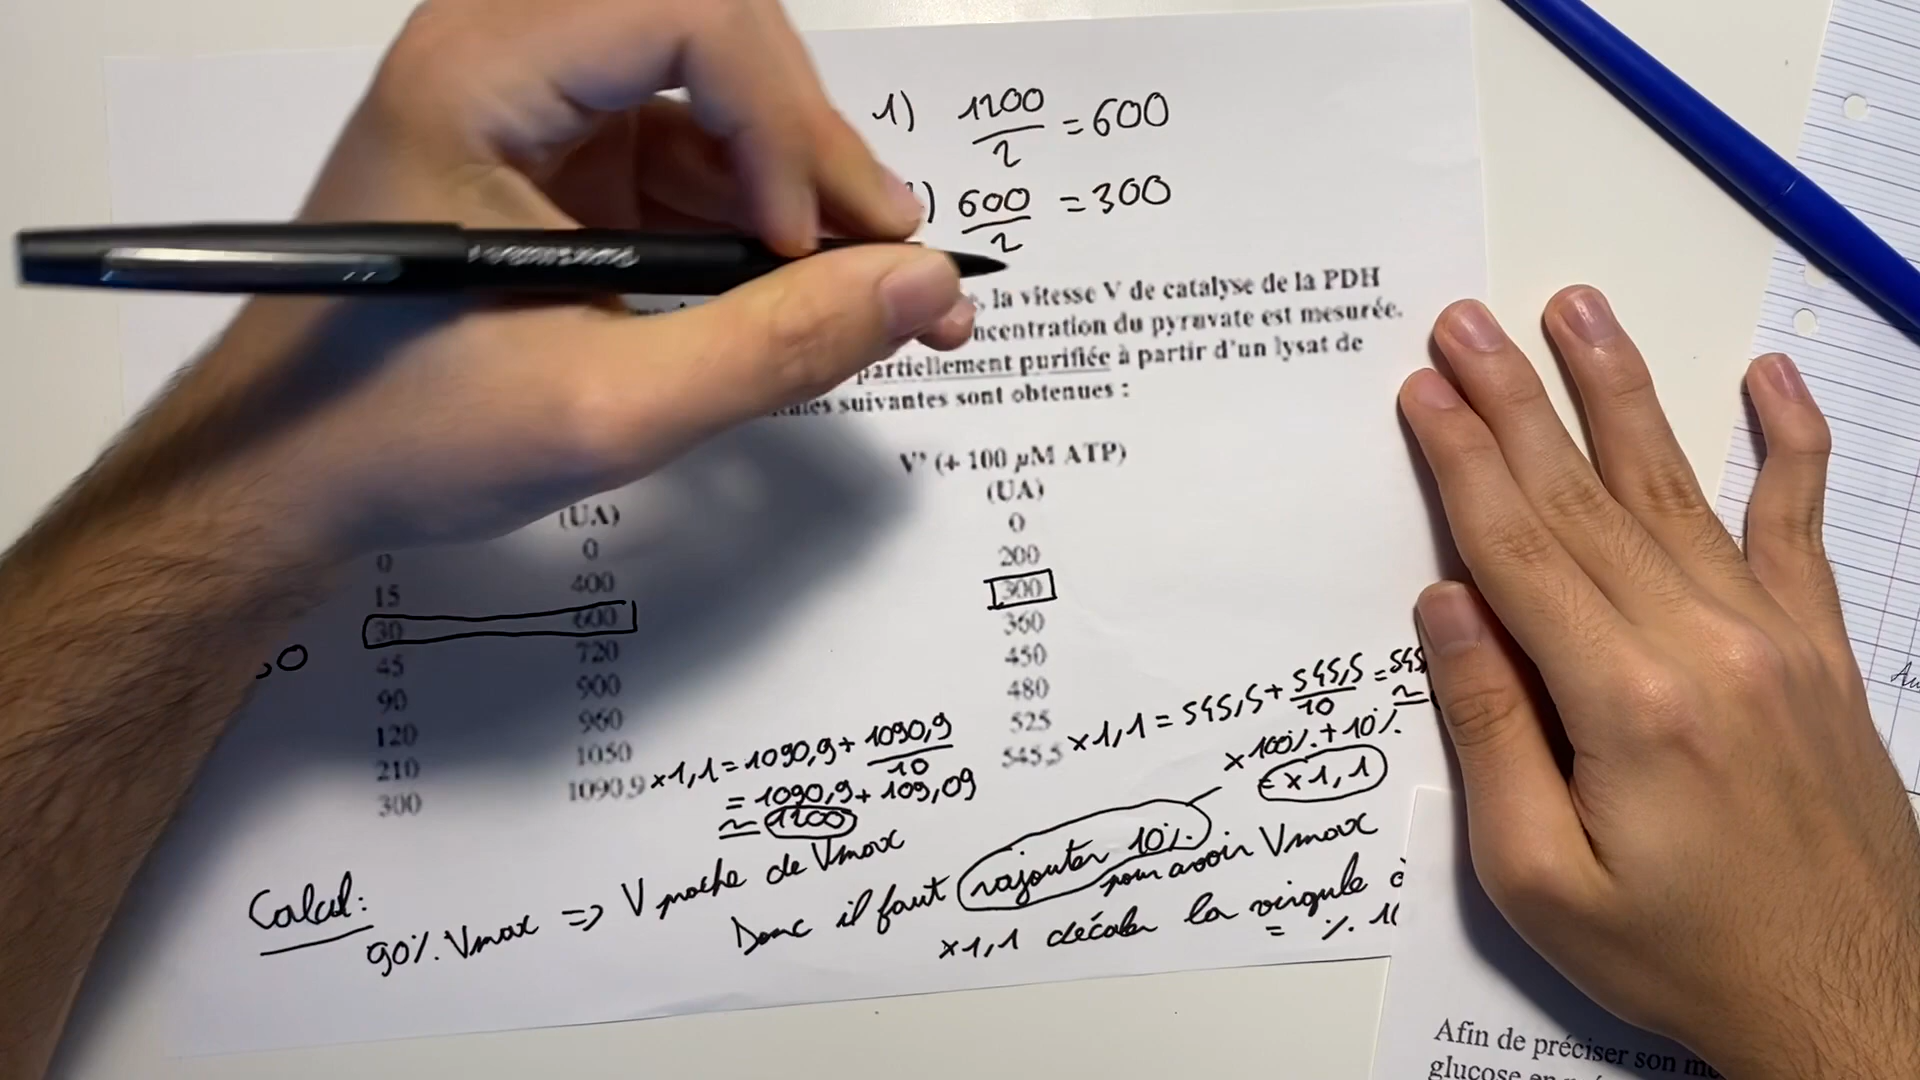 1) 1200/2 = 600
) 600/2 = 300
, la vitesse V de catalyse de la PDH
ncentration du pyruvate est mesurée.
partiellement purifiée à partir d'un lysat de
suivantes sont obtenues :
V' (+ 100 µM ATP)
(UA) (UA)
0 0 0
15 400 200
30 600 300
45 720 360
90 900 450
120 960 480
210 1050 525
300 1090,9 545,5
×1,1 = 1090,9 + 1090,9/10
= 1090,9 + 109,09
≃ 1200
×1,1 = 545,5 + 545,5/10 = 545
≃
×100%. + 10%.
= ×1,1
Calcul:
90%. Vmax => V proche de Vmax
Donc il faut rajouter 10%.
pour avoir Vmax
×1,1 décaler la virgule
= %. 10
Afin de préciser son
glucose